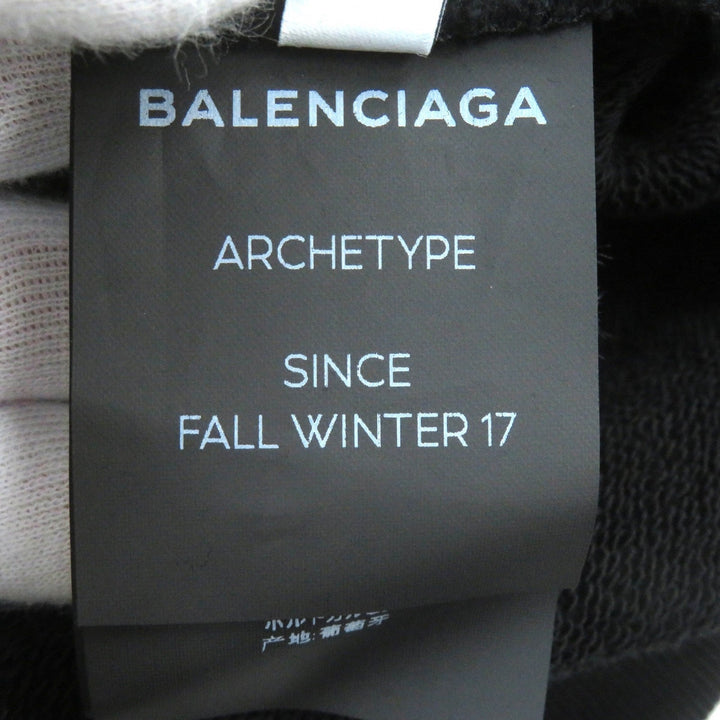 BALENCIAGA
ARCHETYPE
SINCE
FALL WINTER 17
产地: 葡萄牙